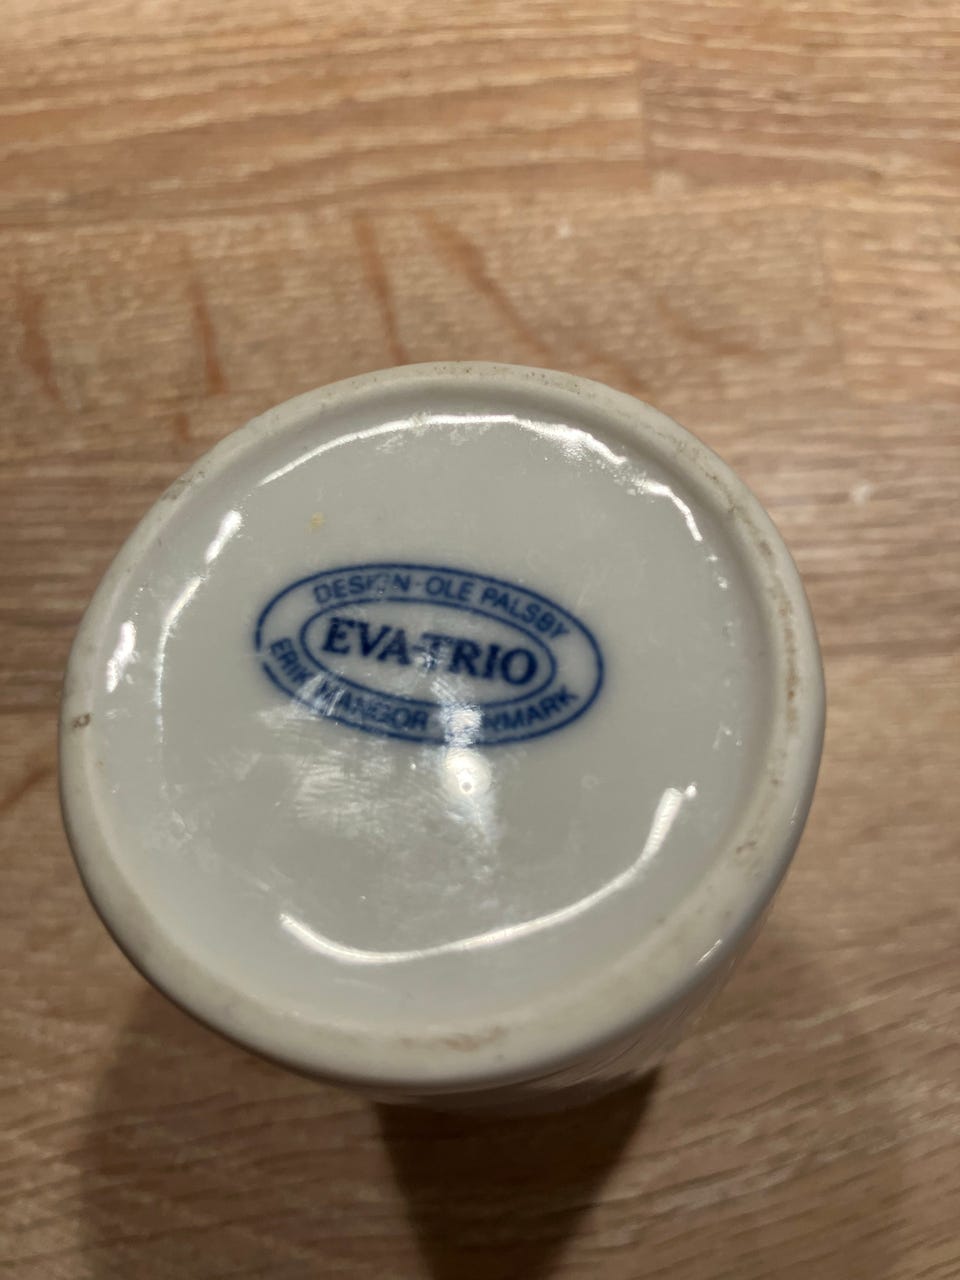 DESIGN - OLE PALSBY
EVA-TRIO
ERIK MANGOR DENMARK